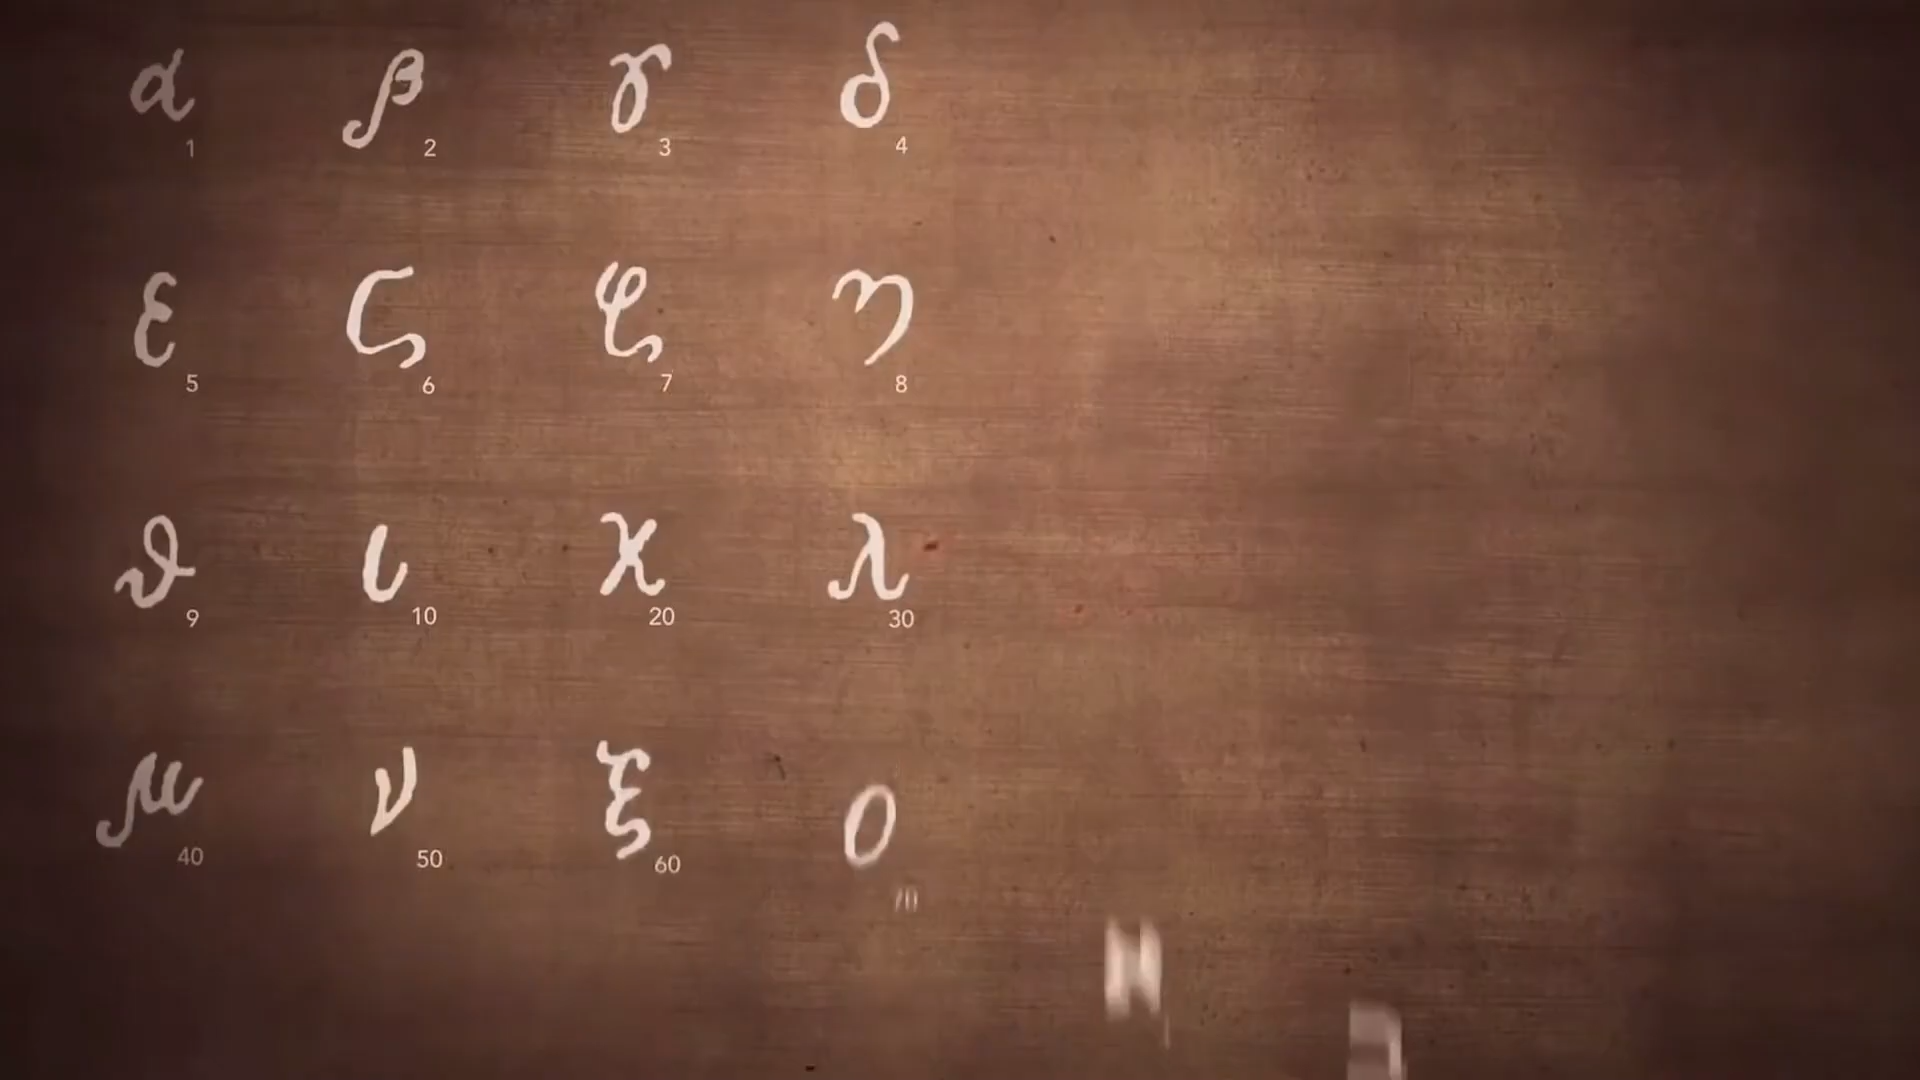 α β γ δ
1 2 3 4
ε ϛ ζ η
5 6 7 8
ϑ ι ϰ λ
9 10 20 30
μ ν ξ ο
40 50 60